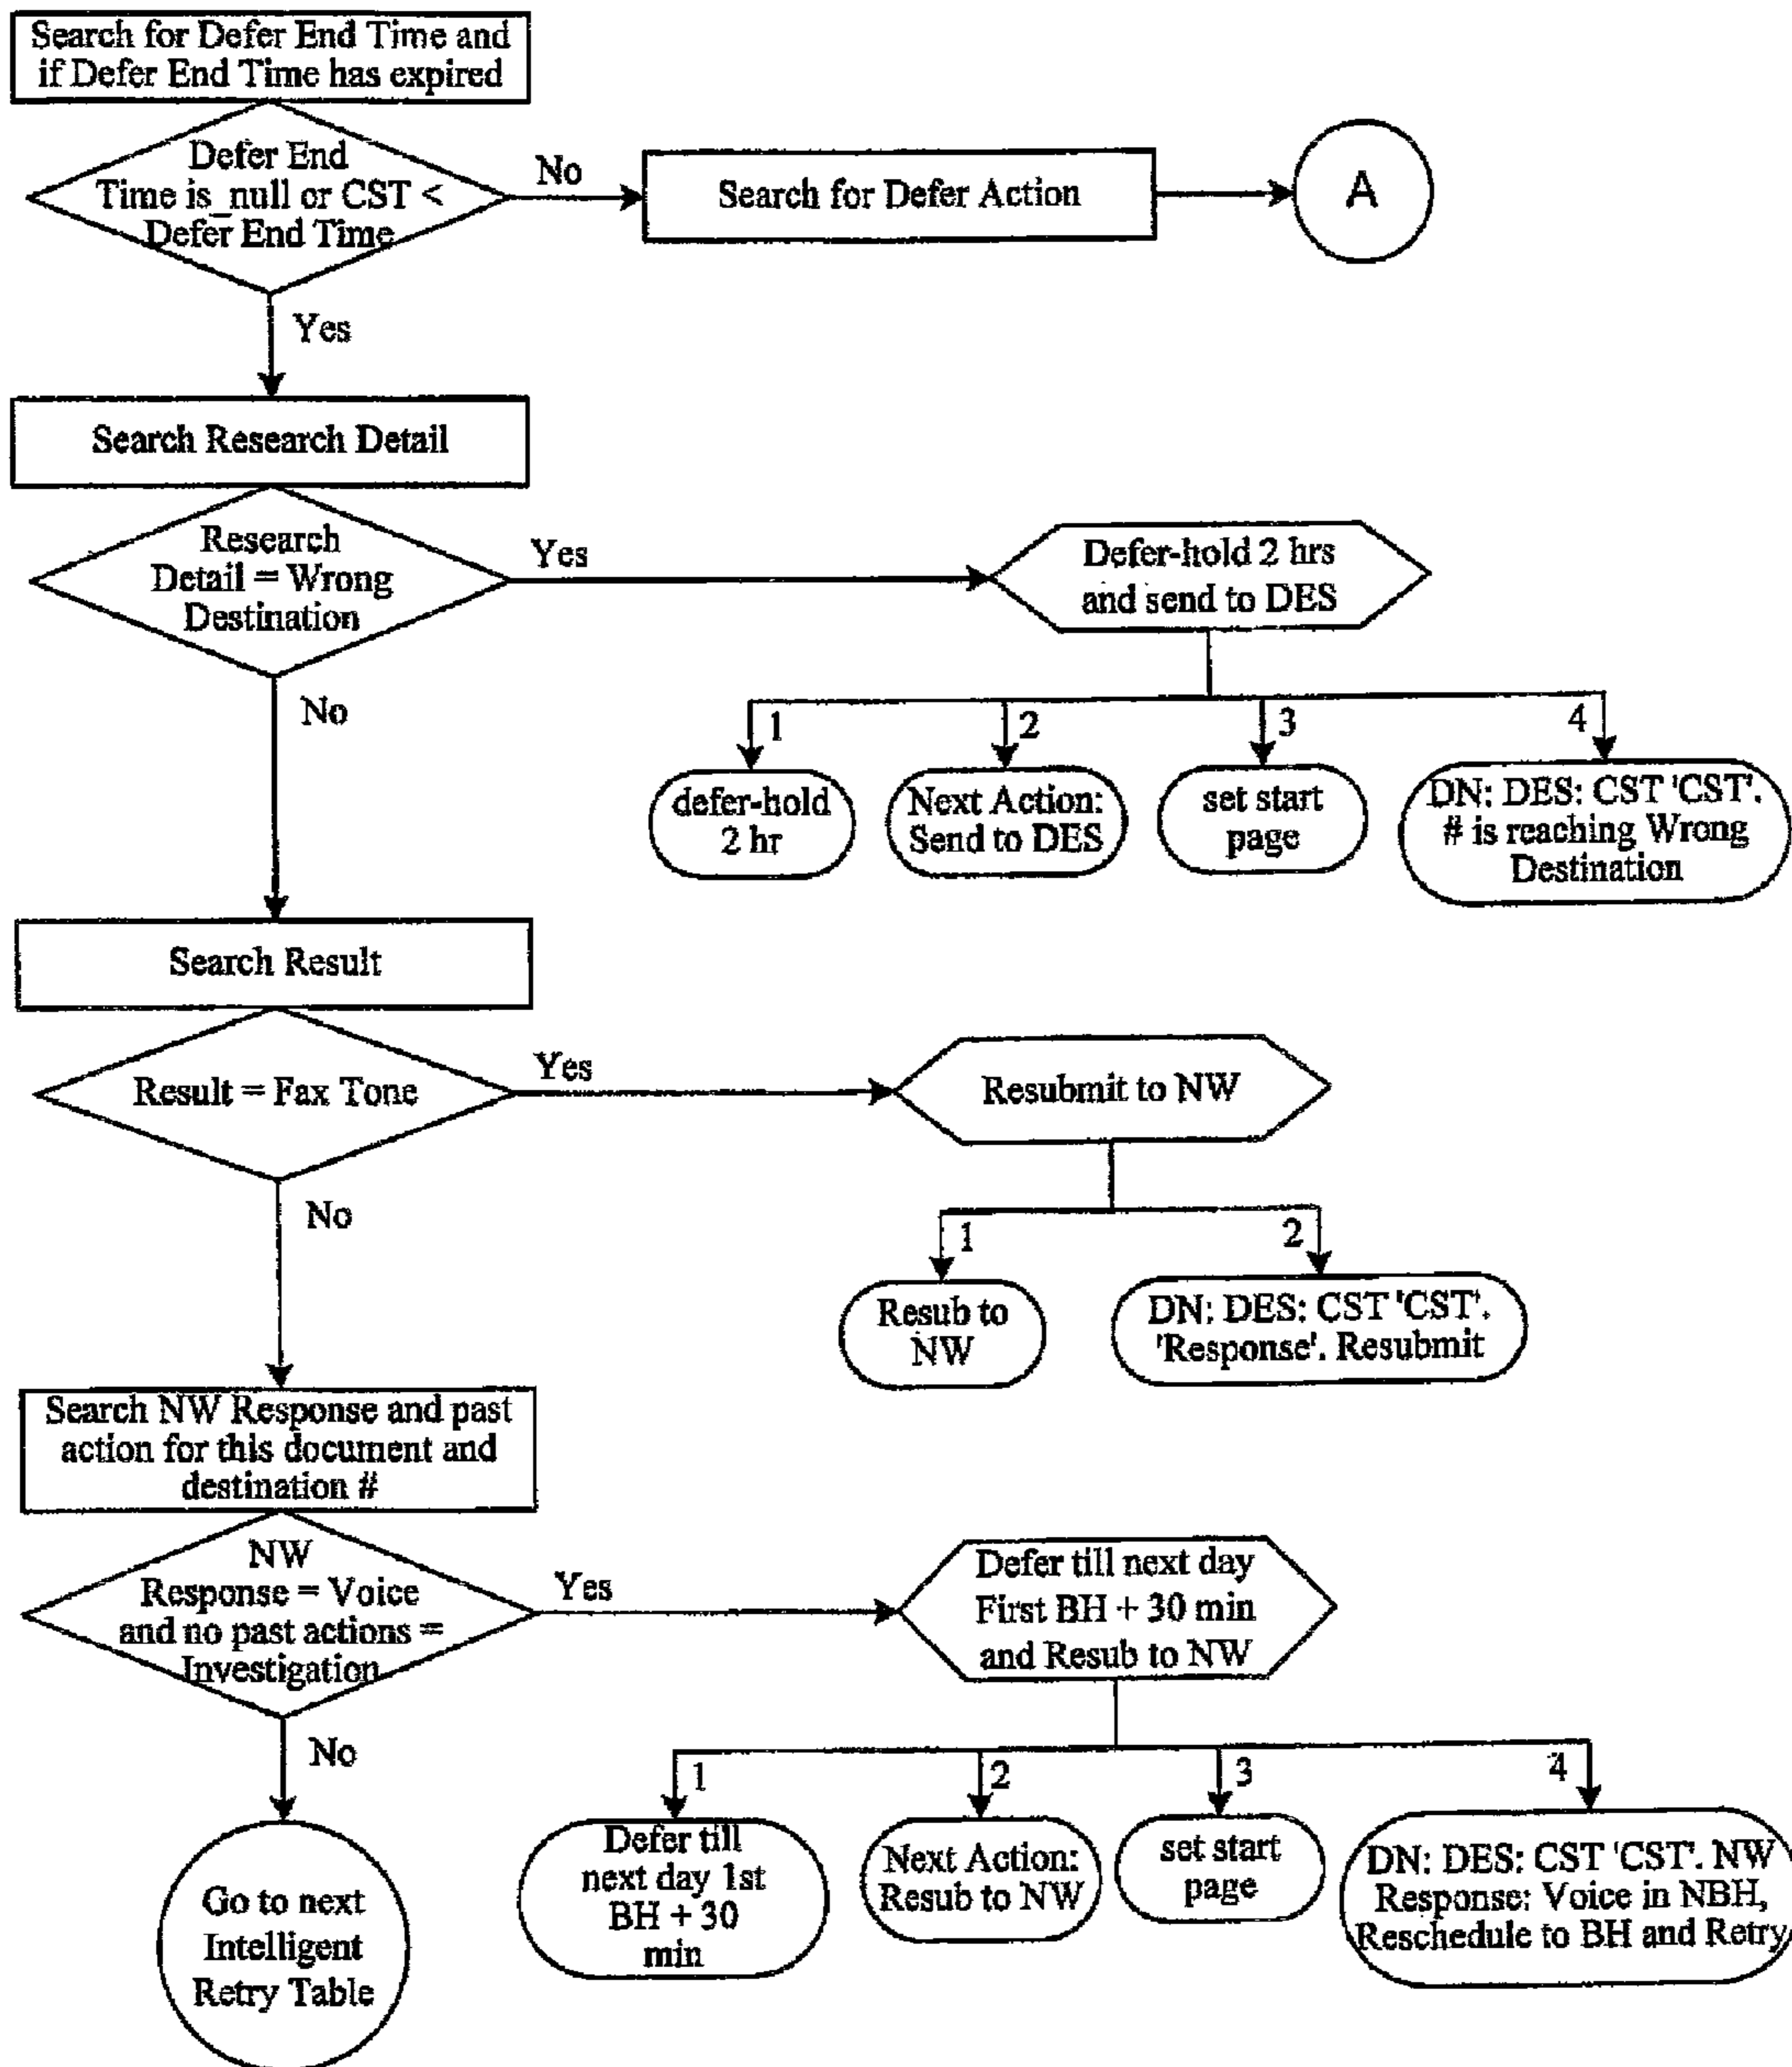 Search for Defer End Time and
if Defer End Time has expired
Defer End
Time is_null or CST <
Defer End Time
No
Search for Defer Action
A
Yes
Search Research Detail
Research
Detail = Wrong
Destination
Yes
Defer-hold 2 hrs
and send to DES
No
1
2
3
4
defer-hold
2 hr
Next Action:
Send to DES
set start
page
DN: DES: CST 'CST'.
# is reaching Wrong
Destination
Search Result
Result = Fax Tone
Yes
Resubmit to NW
No
1
2
Resub to
NW
DN: DES: CST 'CST'.
'Response'. Resubmit
Search NW Response and past
action for this document and
destination #
NW
Response = Voice
and no past actions =
Investigation
Yes
Defer till next day
First BH + 30 min
and Resub to NW
No
1
2
3
4
Go to next
Intelligent
Retry Table
Defer till
next day 1st
BH + 30
min
Next Action:
Resub to NW
set start
page
DN: DES: CST 'CST'. NW
Response: Voice in NBH,
Reschedule to BH and Retry